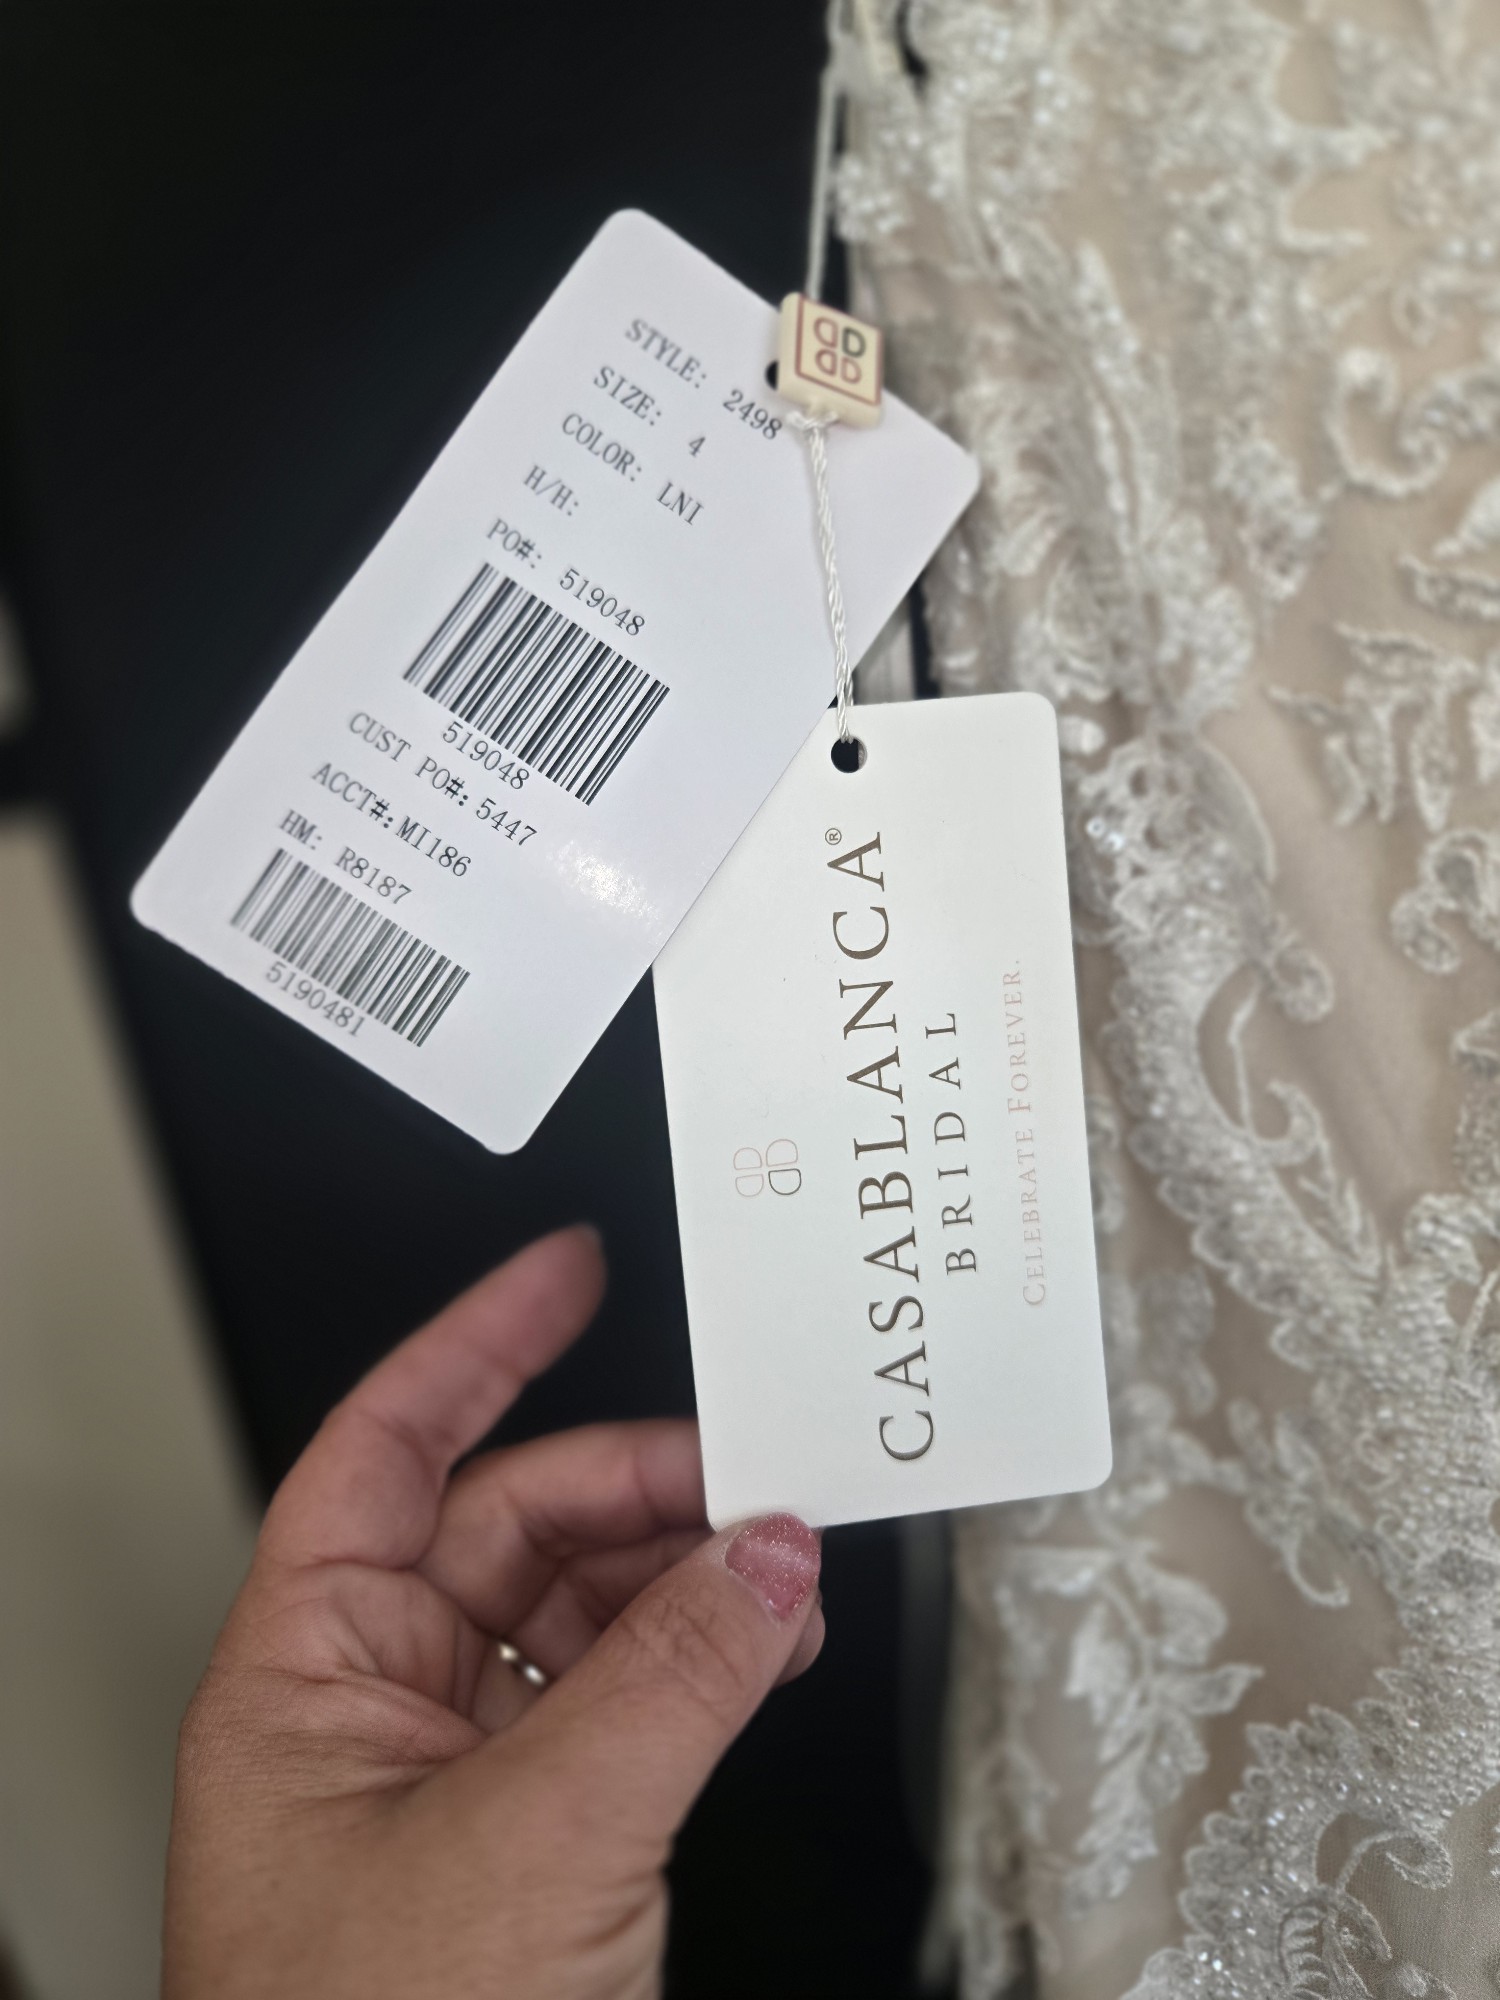 STYLE: 2498
SIZE: 4
COLOR: LNI
H/H:
PO#: 519048
519048
CUST PO#: 5447
ACCT#: MI186
HM: R8187
5190481
CASABLANCA®
BRIDAL
CELEBRATE FOREVER.